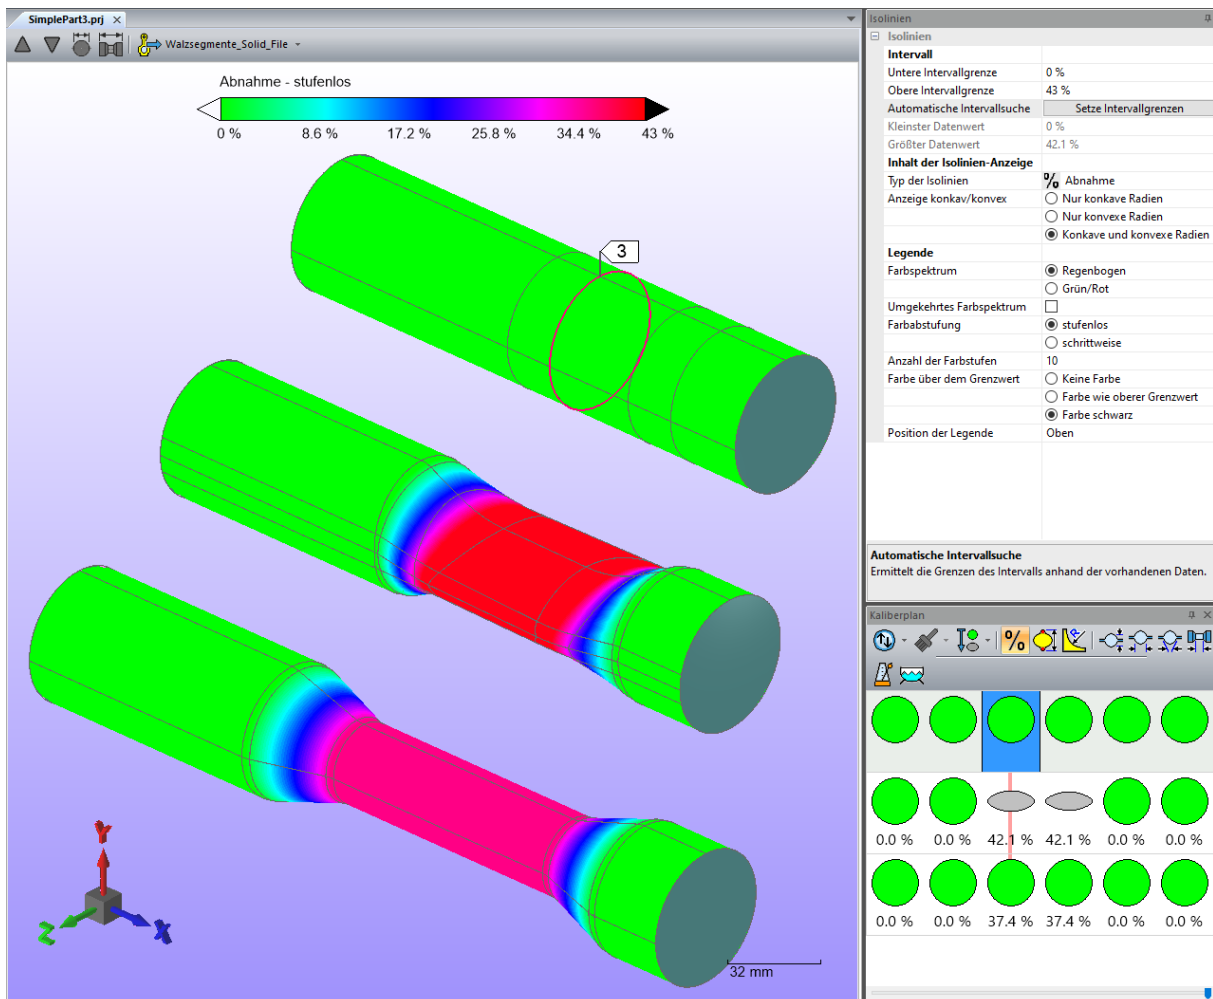 SimplePart3.prj ×
Walzsegmente_Solid_File
Abnahme - stufenlos
0 % 8.6 % 17.2 % 25.8 % 34.4 % 43 %
3
32 mm
Y
Z
X
Isolinien
Isolinien
Intervall
Untere Intervallgrenze 0 %
Obere Intervallgrenze 43 %
Automatische Intervallsuche Setze Intervallgrenzen
Kleinster Datenwert 0 %
Größter Datenwert 42.1 %
Inhalt der Isolinien-Anzeige
Typ der Isolinien % Abnahme
Anzeige konkav/konvex Nur konkave Radien
Nur konvexe Radien
Konkave und konvexe Radien
Legende
Farbspektrum Regenbogen
Grün/Rot
Umgekehrtes Farbspektrum
Farbabstufung stufenlos
schrittweise
Anzahl der Farbstufen 10
Farbe über dem Grenzwert Keine Farbe
Farbe wie oberer Grenzwert
Farbe schwarz
Position der Legende Oben
Automatische Intervallsuche
Ermittelt die Grenzen des Intervalls anhand der vorhandenen Daten.
Kaliberplan
%
0.0 % 0.0 % 42.1 % 42.1 % 0.0 % 0.0 %
0.0 % 0.0 % 37.4 % 37.4 % 0.0 % 0.0 %